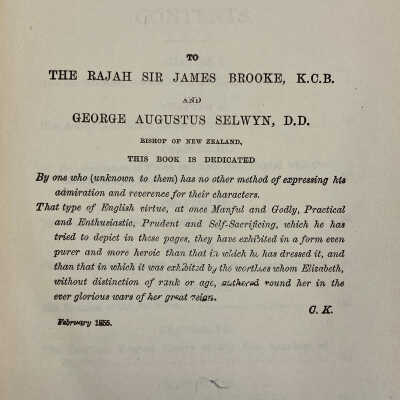 TO
THE RAJAH SIR JAMES BROOKE, K.C.B.
AND
GEORGE AUGUSTUS SELWYN, D.D.
BISHOP OF NEW ZEALAND,
THIS BOOK IS DEDICATED
By one who (unknown to them) has no other method of expressing his
admiration and reverence for their characters.
That type of English virtue, at once Manful and Godly, Practical
and Enthusiastic, Prudent and Self-Sacrificing, which he has
tried to depict in these pages, they have exhibited in a form even
purer and more heroic than that in which he has dressed it, and
than that in which it was exhibited by the worthies whom Elizabeth,
without distinction of rank or age, gathered round her in the
ever glorious wars of her great reign.
C. K.
February 1855.